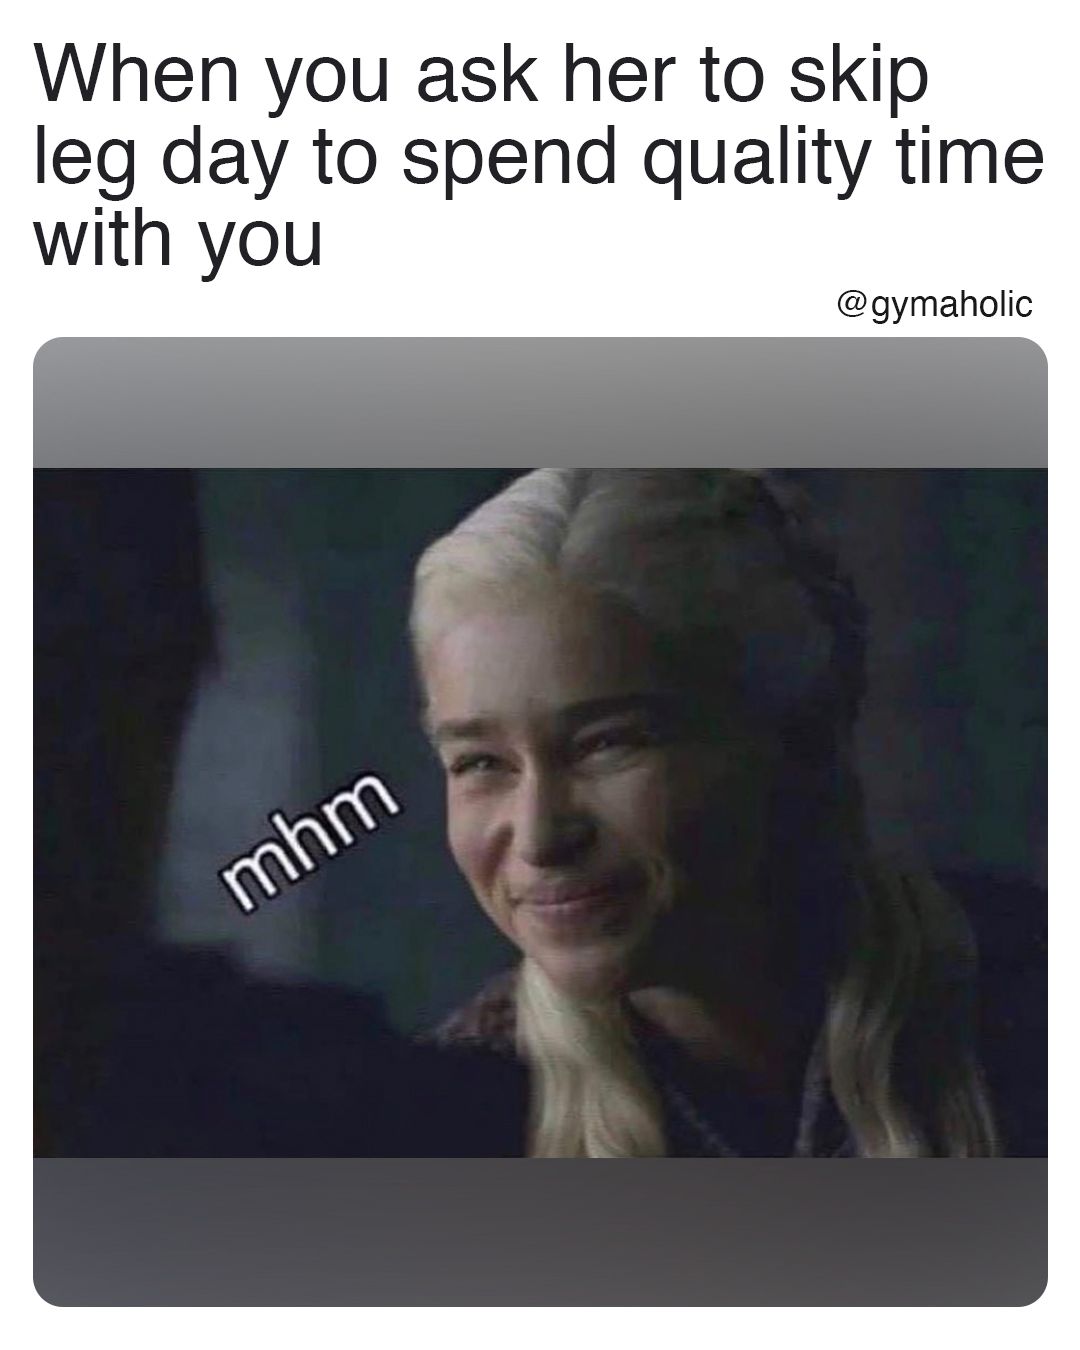 When you ask her to skip
leg day to spend quality time
with you
@gymaholic
mhm